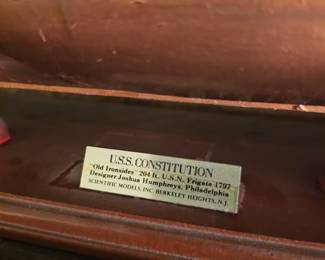 U.S.S. CONSTITUTION
"Old Ironsides" 204 ft. U.S.N. Frigate 1797
Designer Joshua Humphreys, Philadelphia
SCIENTIFIC MODELS, INC. BERKELEY HEIGHTS, N.J.